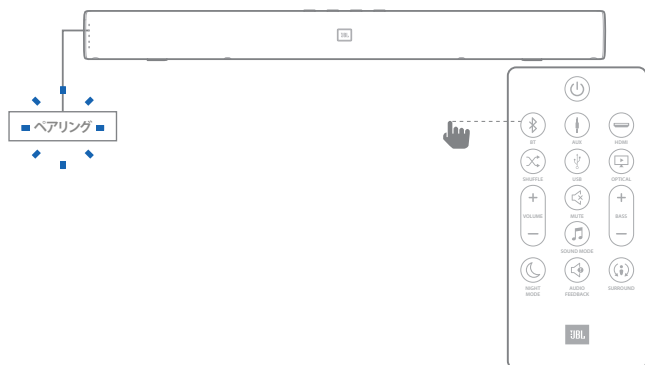 JBL
ペアリング
BT AUX HDMI
SHUFFLE USB OPTICAL
VOLUME MUTE BASS
SOUND MODE
NIGHT MODE AUDIO FEEDBACK SURROUND
JBL